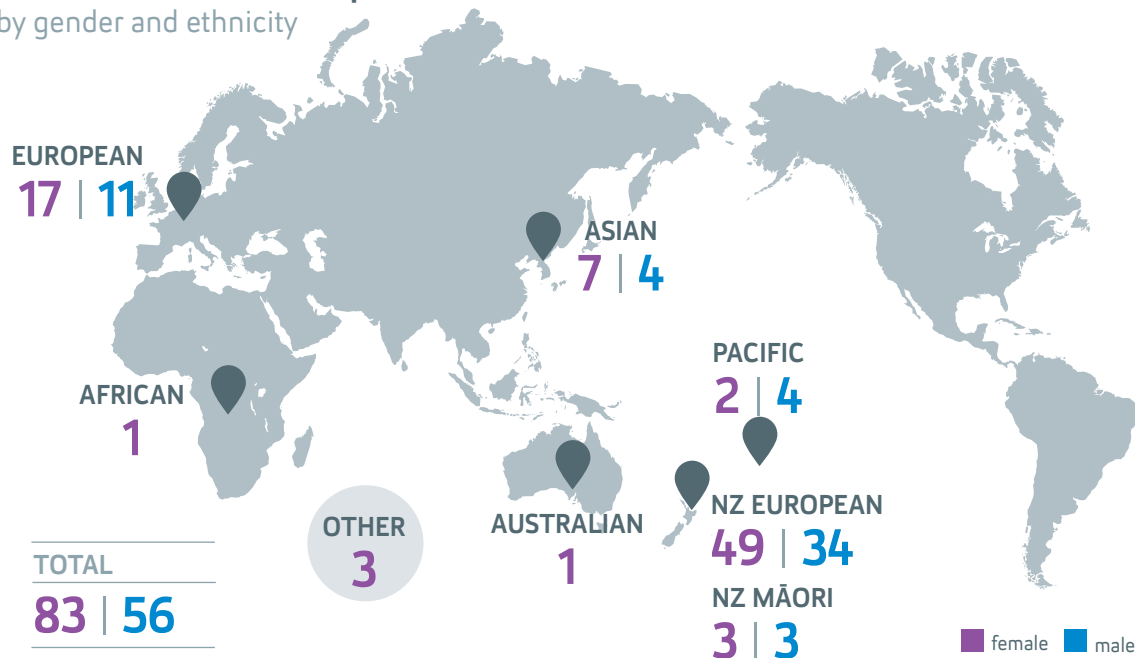 by gender and ethnicity
EUROPEAN
17 | 11
ASIAN
7 | 4
PACIFIC
2 | 4
AFRICAN
1
NZ EUROPEAN
49 | 34
OTHER
3
AUSTRALIAN
1
TOTAL
83 | 56
NZ MĀORI
3 | 3
female
male